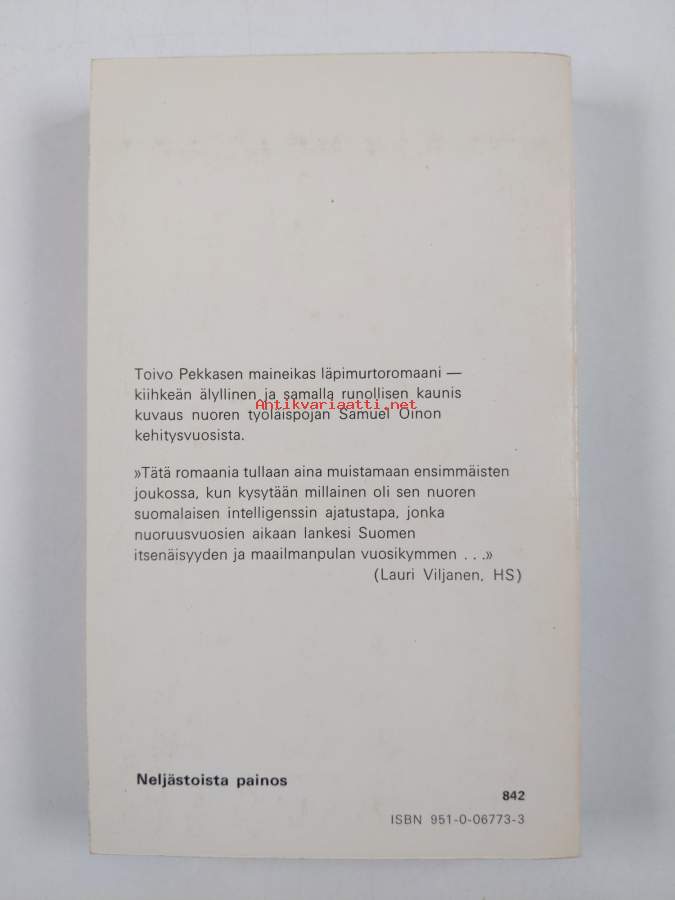 Toivo Pekkasen maineikas läpimurtoromaani —
kiihkeän älyllinen ja samalla runollisen kaunis
Antikvariaatti.net
kuvaus nuoren työläispojan Samuel Oinon
kehitysvuosista.
»Tätä romaania tullaan aina muistamaan ensimmäisten
joukossa, kun kysytään millainen oli sen nuoren
suomalaisen intelligenssin ajatustapa, jonka
nuoruusvuosien aikaan lankesi Suomen
itsenäisyyden ja maailmanpulan vuosikymmen . . .»
(Lauri Viljanen, HS)
Neljästoista painos
842
ISBN 951-0-06773-3